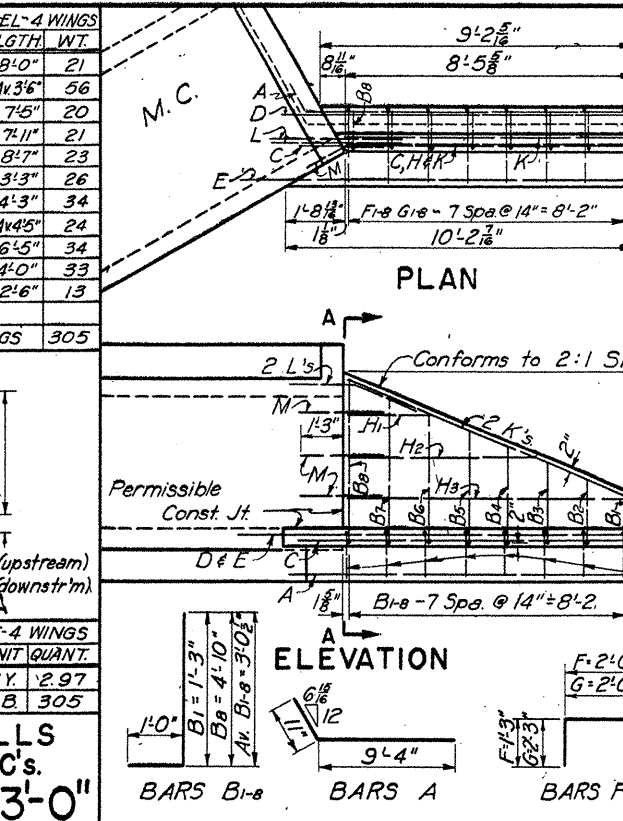 EL-4 WINGS
LGTH. WT.
8'-0" 21
Av.3'6" 56
7'-5" 20
7'-11" 21
8'-7" 23
3'-3" 26
4'-3" 34
Av4'5" 24
6'-5" 34
4'-0" 33
2'-6" 13
GS 305
M.C.
9'-2 5/16"
8 11/16" 8'-5 5/8"
A
B8
D
L
C
E
M
C,H&K
K
1'-8 13/16" F1-8 G1-8 - 7 Spa. @ 14" = 8'-2"
1 1/8"
10'-2 7/16"
PLAN
A
2 L's
Conforms to 2:1 Sl
M
1'-3"
H1
2 K's
2"
H2
M
B8
H3
Permissible
Const. Jt.
B7 B6 B5 B4 2" B3 B2 B1
(upstream)
(downstr'm)
D & E C
A
1 5/8" B1-8 - 7 Spa. @ 14" = 8'-2
A
ELEVATION
-4 WINGS
NIT QUANT.
Y. 2.97
B. 305
LLS
C's.
3'-0"
1'-0"
B1 = 1'-3"
B8 = 4'-10"
Av. B1-8 = 3'-0 1/2"
BARS B1-8
6 15/16
12
11"
9'-4"
BARS A
F = 2'-0
G = 2'-0
F=1'-3"
G=2'-3"
BARS F